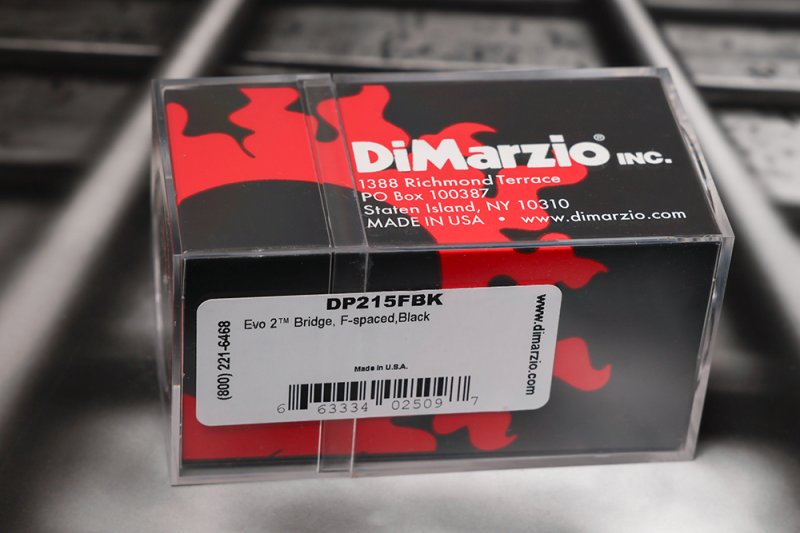 DiMarzio® INC.
1388 Richmond Terrace
PO Box 100387
Staten Island, NY 10310
MADE IN USA • www.dimarzio.com
DP215FBK
Evo 2™ Bridge, F-spaced,Black
(800) 221-6468
www.dimarzio.com
Made in U.S.A.
6 63334 02509 7